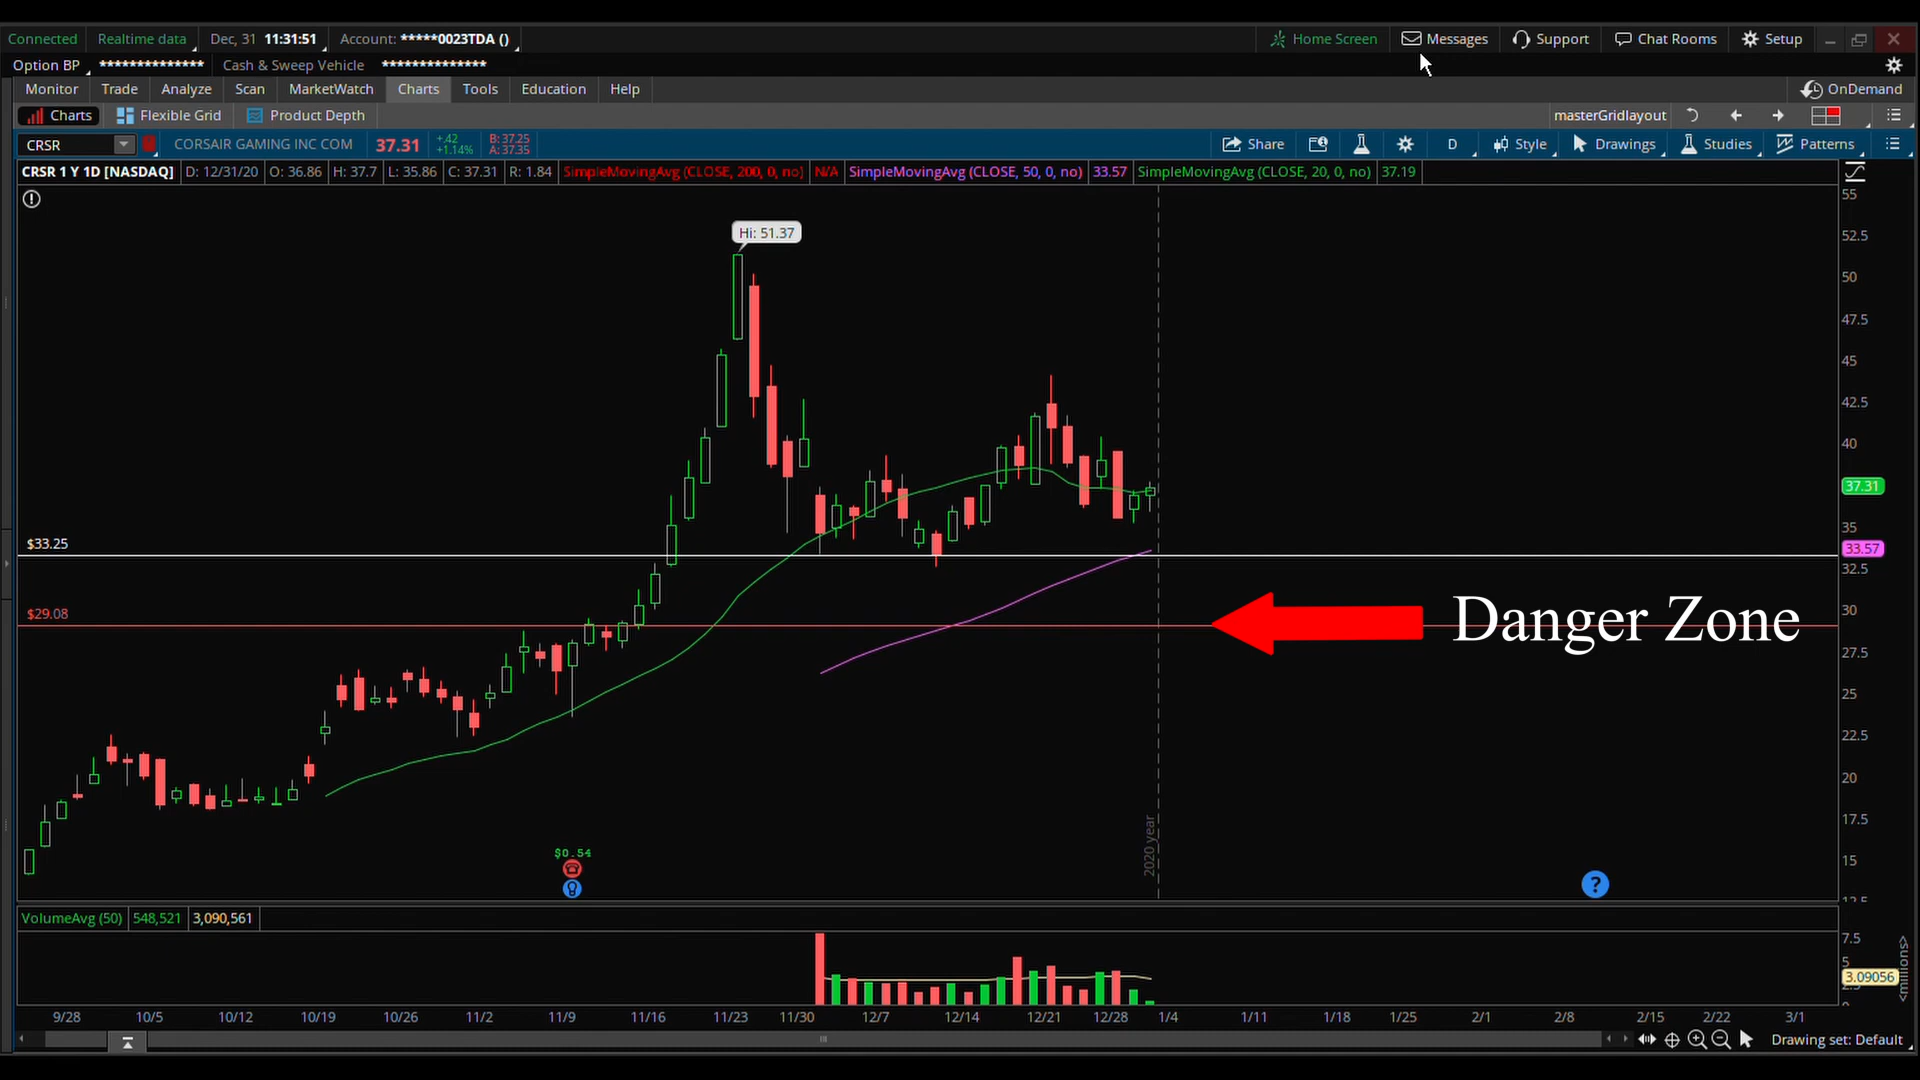 Connected Realtime data Dec, 31 11:31:51 Account: *****0023TDA () Home Screen Messages Support Chat Rooms Setup
Option BP ************** Cash & Sweep Vehicle **************
Monitor Trade Analyze Scan MarketWatch Charts Tools Education Help OnDemand
Charts Flexible Grid Product Depth masterGridlayout
CRSR CORSAIR GAMING INC COM 37.31 +.42 +1.14% B: 37.25 A: 37.35 Share D Style Drawings Studies Patterns
CRSR 1 Y 1D [NASDAQ] D: 12/31/20 O: 36.86 H: 37.7 L: 35.86 C: 37.31 R: 1.84 SimpleMovingAvg (CLOSE, 200, 0, no) N/A SimpleMovingAvg (CLOSE, 50, 0, no) 33.57 SimpleMovingAvg (CLOSE, 20, 0, no) 37.19
55
Hi: 51.37
52.5
50
47.5
45
42.5
40
37.31
35
$33.25
33.57
32.5
$29.08
Danger Zone
30
27.5
25
22.5
20
17.5
2020 year
15
$0.54
?
12.5
VolumeAvg (50) 548,521 3,090,561
7.5
5
3.09056
<millions>
0
9/28 10/5 10/12 10/19 10/26 11/2 11/9 11/16 11/23 11/30 12/7 12/14 12/21 12/28 1/4 1/11 1/18 1/25 2/1 2/8 2/15 2/22 3/1
Drawing set: Default